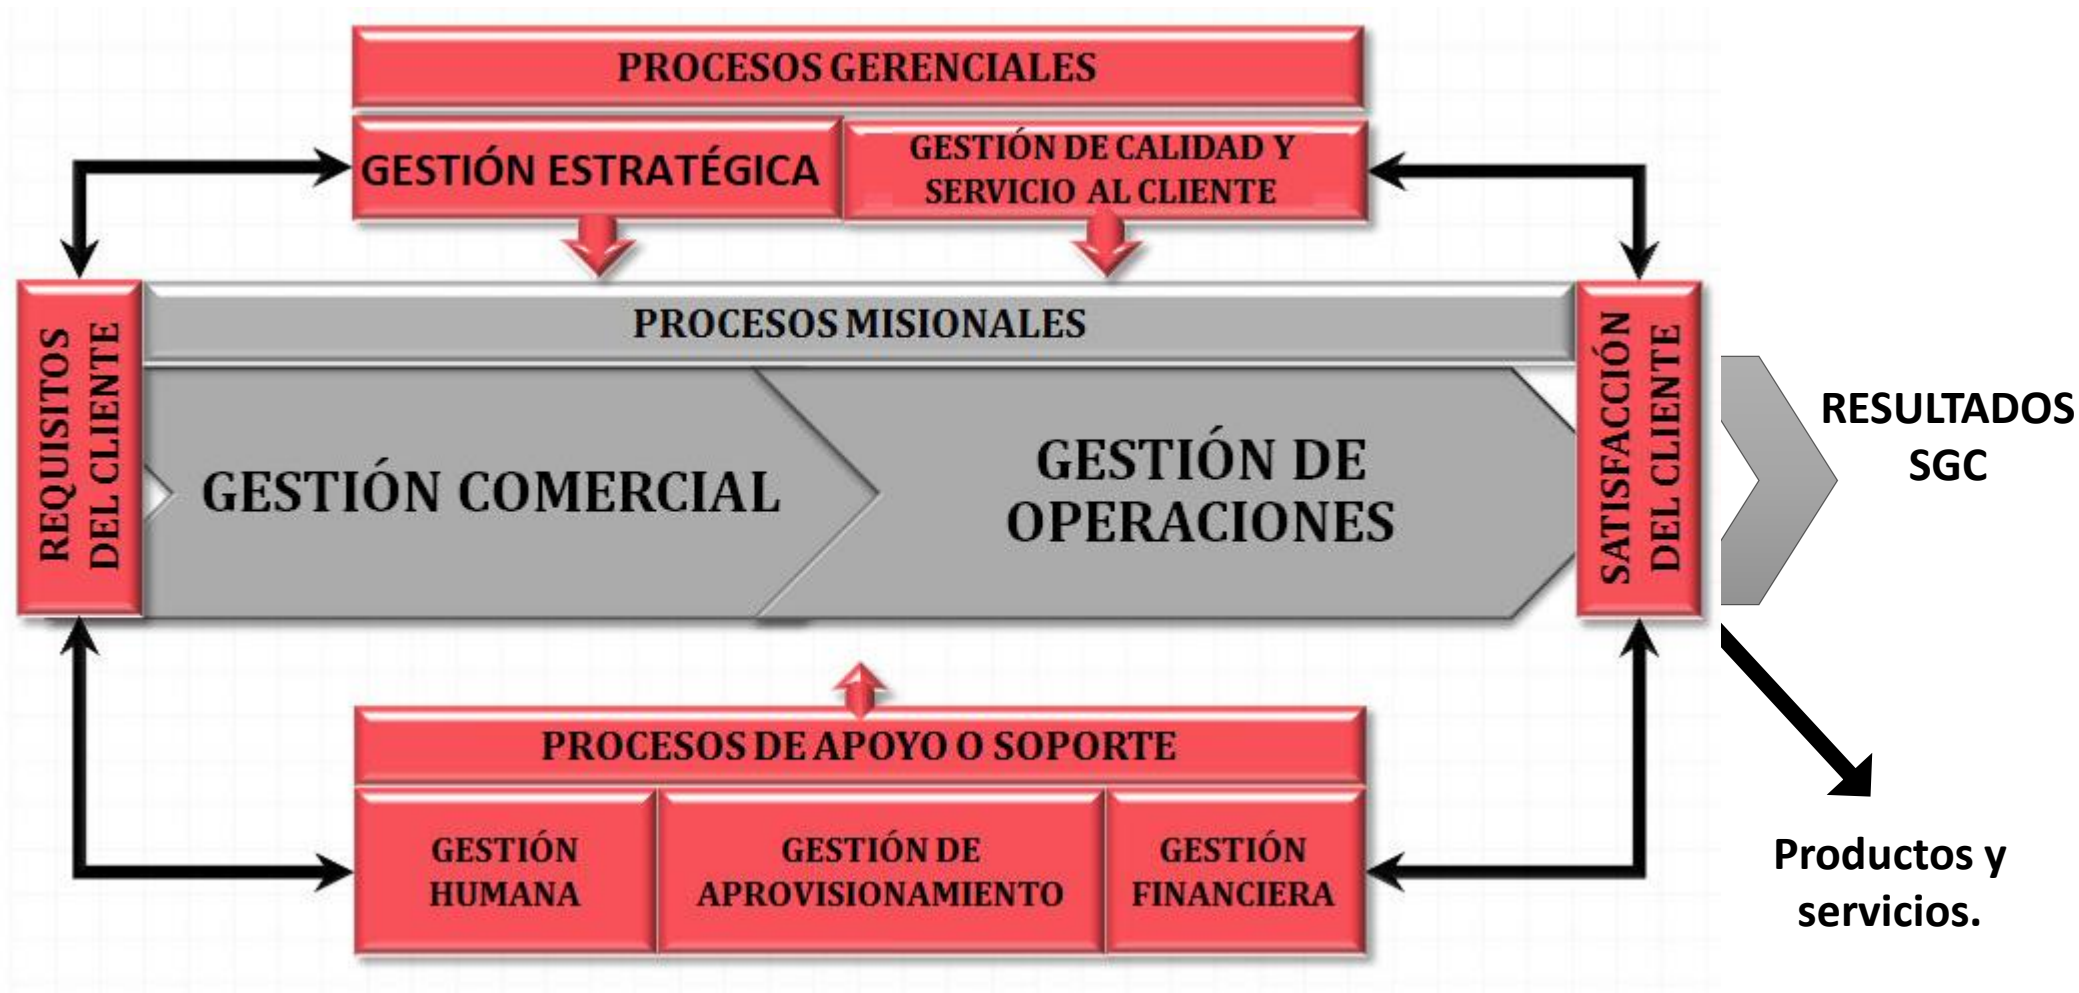 PROCESOS GERENCIALES
GESTIÓN ESTRATÉGICA
GESTIÓN DE CALIDAD Y
SERVICIO AL CLIENTE
REQUISITOS
DEL CLIENTE
PROCESOS MISIONALES
GESTIÓN COMERCIAL
GESTIÓN DE
OPERACIONES
SATISFACCIÓN
DEL CLIENTE
RESULTADOS
SGC
PROCESOS DE APOYO O SOPORTE
GESTIÓN
HUMANA
GESTIÓN DE
APROVISIONAMIENTO
GESTIÓN
FINANCIERA
Productos y
servicios.